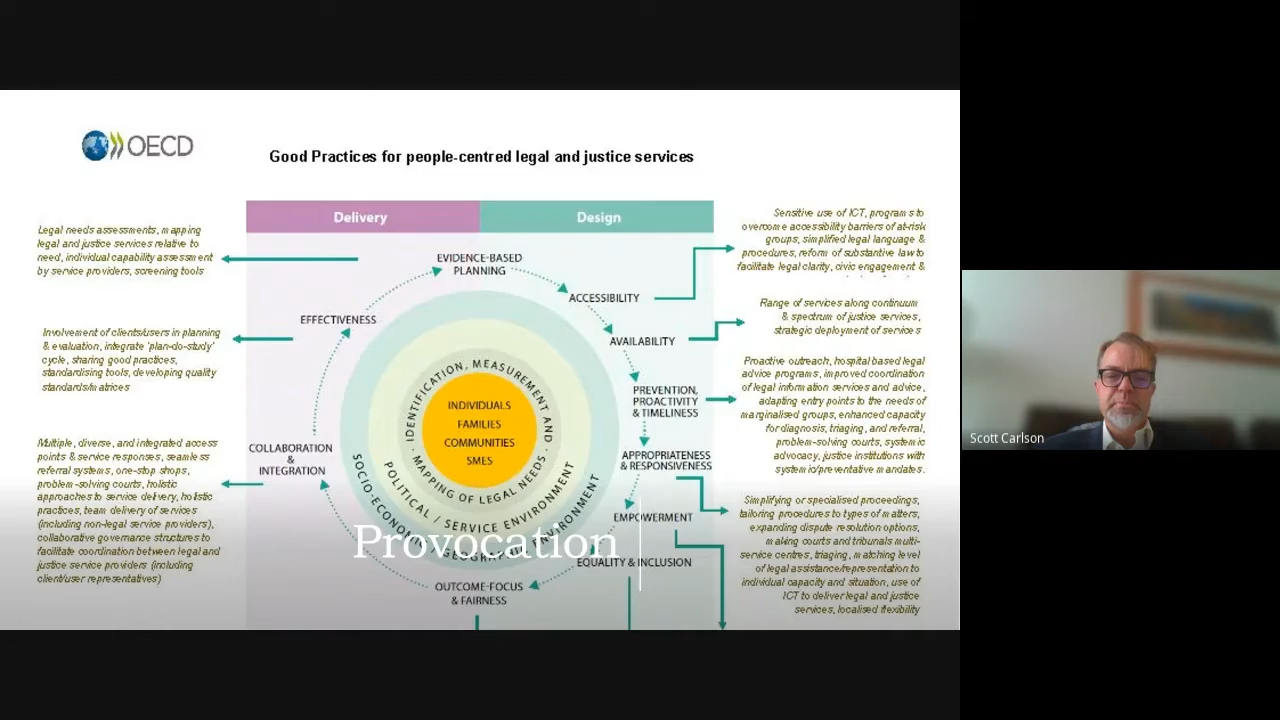 OECD
Good Practices for people-centred legal and justice services
Delivery
Design
Legal needs assessments, mapping
legal and justice services relative to
need, individual capability assessment
by service providers, screening tools
Involvement of clients/users in planning
& evaluation, integrate 'plan-do-study'
cycle, sharing good practices,
standardising tools, developing quality
standards/matrices
Multiple, diverse, and integrated access
points & service responses, seamless
referral systems, one-stop shops,
problem-solving courts, holistic
approaches to service delivery, holistic
practices, team delivery of services
(including non-legal service providers),
collaborative governance structures to
facilitate coordination between legal and
justice service providers (including
client/user representatives)
EVIDENCE-BASED
PLANNING
ACCESSIBILITY
AVAILABILITY
PREVENTION,
PROACTIVITY
& TIMELINESS
APPROPRIATENESS
& RESPONSIVENESS
EMPOWERMENT
EQUALITY & INCLUSION
OUTCOME-FOCUS
& FAIRNESS
COLLABORATION
&
INTEGRATION
EFFECTIVENESS
INDIVIDUALS
FAMILIES
COMMUNITIES
SMES
IDENTIFICATION, MEASUREMENT AND
MAPPING OF LEGAL NEEDS
POLITICAL / SERVICE ENVIRONMENT
SOCIO-ECONOMIC / GEOGRAPHIC ENVIRONMENT
Provocation
Sensitive use of ICT, programs to
overcome accessibility barriers of at-risk
groups, simplified legal language &
procedures, reform of substantive law to
facilitate legal clarity, civic engagement &
Range of services along continuum
& spectrum of justice services,
strategic deployment of services
Proactive outreach, hospital based legal
advice programs, improved coordination
of legal information services and advice,
adapting entry points to the needs of
marginalised groups, enhanced capacity
for diagnosis, triaging, and referral,
problem-solving courts, systemic
advocacy, justice institutions with
systemic/preventative mandates.
Simplifying or specialised proceedings,
tailoring procedures to types of matters,
expanding dispute resolution options,
making courts and tribunals multi-
service centres, triaging, matching level
of legal assistance/representation to
individual capacity and situation, use of
ICT to deliver legal and justice
services, localised flexibility
Scott Carlson